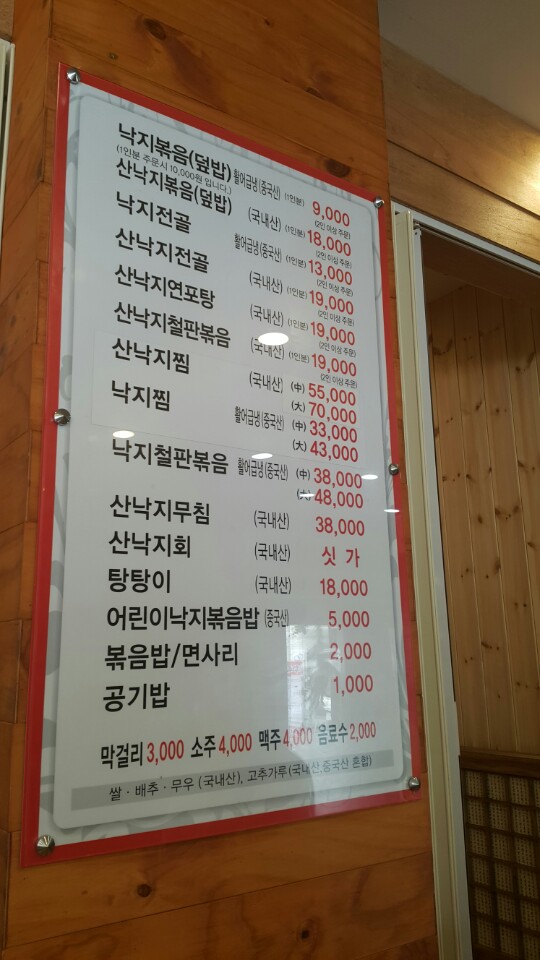 낙지볶음(덮밥) 활어급냉(중국산) (1인분) 9,000
(1인분 주문시 10,000원 입니다.) (2인 이상 주문)
산낙지볶음(덮밥) (국내산) (1인분) 18,000
(2인 이상 주문)
낙지전골 활어급냉(중국산) (1인분) 13,000
(2인 이상 주문)
산낙지전골 (국내산) (1인분) 19,000
(2인 이상 주문)
산낙지연포탕 (국내산) (1인분) 19,000
(2인 이상 주문)
산낙지철판볶음 (국내산) (1인분) 19,000
(2인 이상 주문)
산낙지찜 (국내산) (中) 55,000
(大) 70,000
낙지찜 활어급냉(중국산) (中) 33,000
(大) 43,000
낙지철판볶음 활어급냉(중국산) (中) 38,000
(大) 48,000
산낙지무침 (국내산) 38,000
산낙지회 (국내산) 싯 가
탕탕이 (국내산) 18,000
어린이낙지볶음밥 (중국산) 5,000
볶음밥/면사리 2,000
공기밥 1,000
막걸리 3,000 소주 4,000 맥주 4,000 음료수 2,000
쌀 · 배추 · 무우 (국내산), 고추가루(국내산,중국산 혼합)